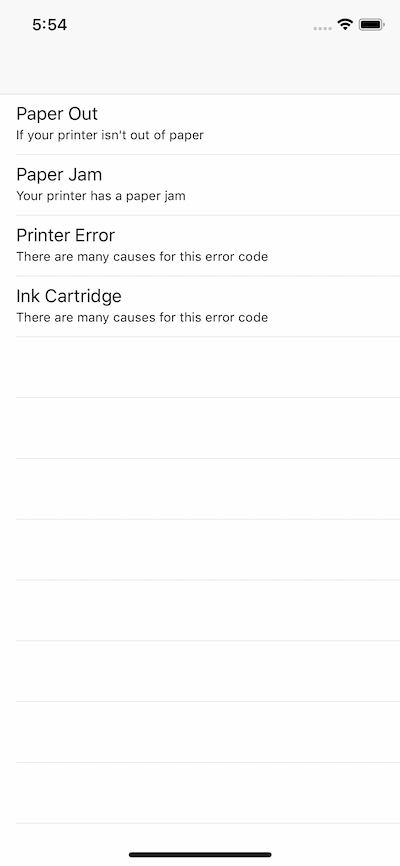 5:54
Paper Out
If your printer isn't out of paper
Paper Jam
Your printer has a paper jam
Printer Error
There are many causes for this error code
Ink Cartridge
There are many causes for this error code